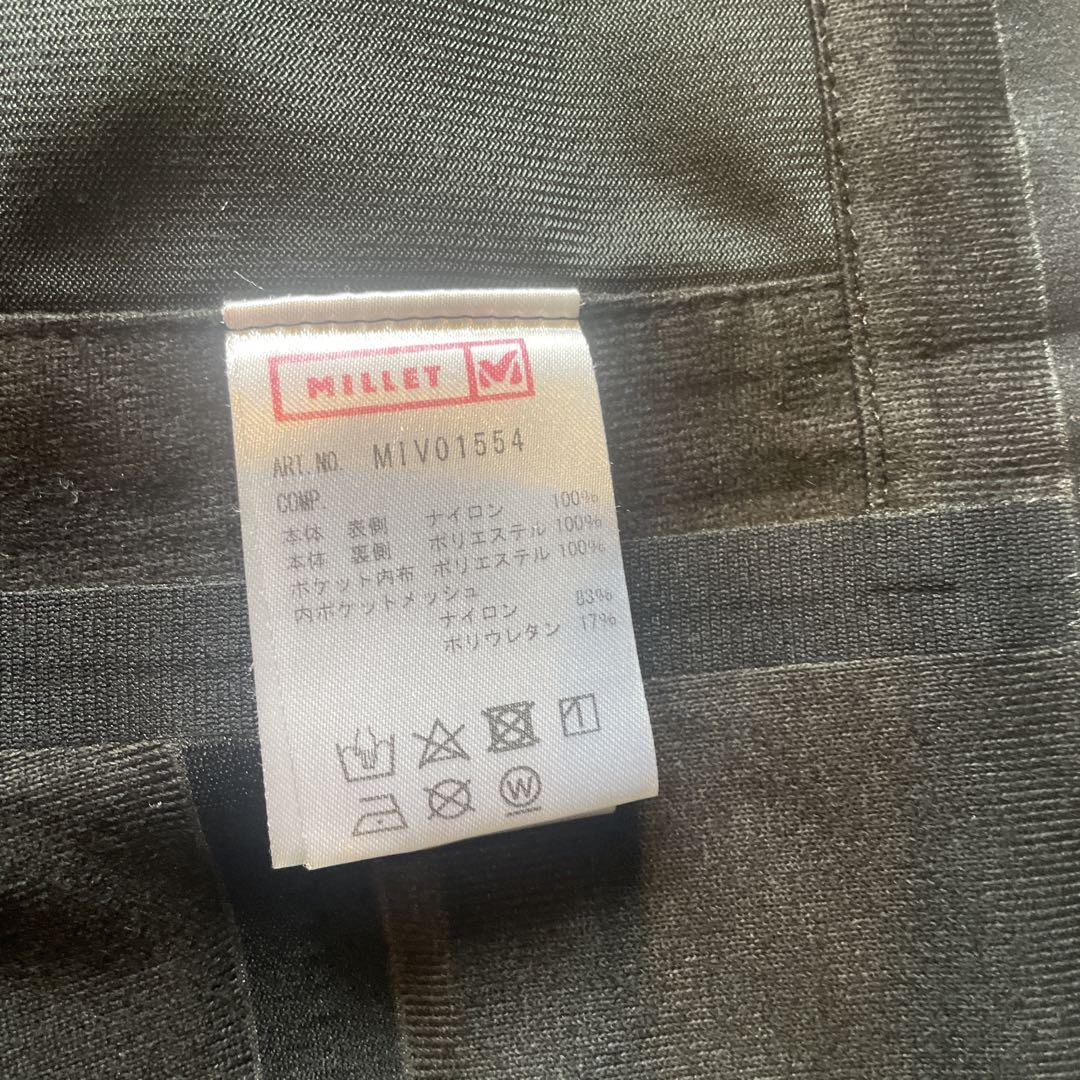 MILLET
ART.NO. MIV01554
COMP.
本体 表側 ナイロン 100%
本体 裏側 ポリエステル 100%
ポケット内布 ポリエステル 100%
内ポケットメッシュ
ナイロン 83%
ポリウレタン 17%
W